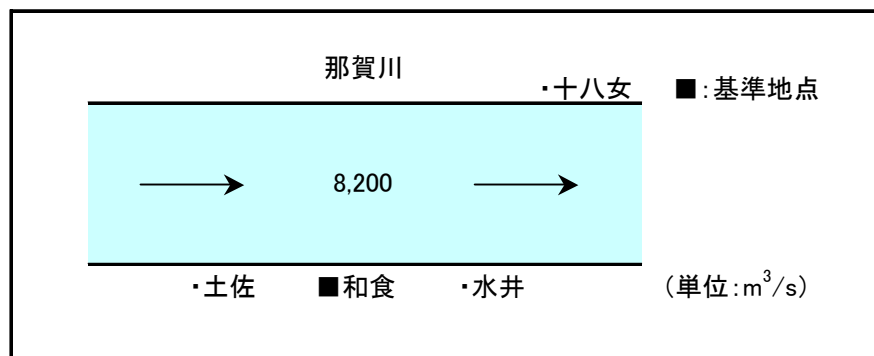 那賀川
・十八女 ■：基準地点
8,200
・土佐 ■和食 ・水井 （単位：m³/s）